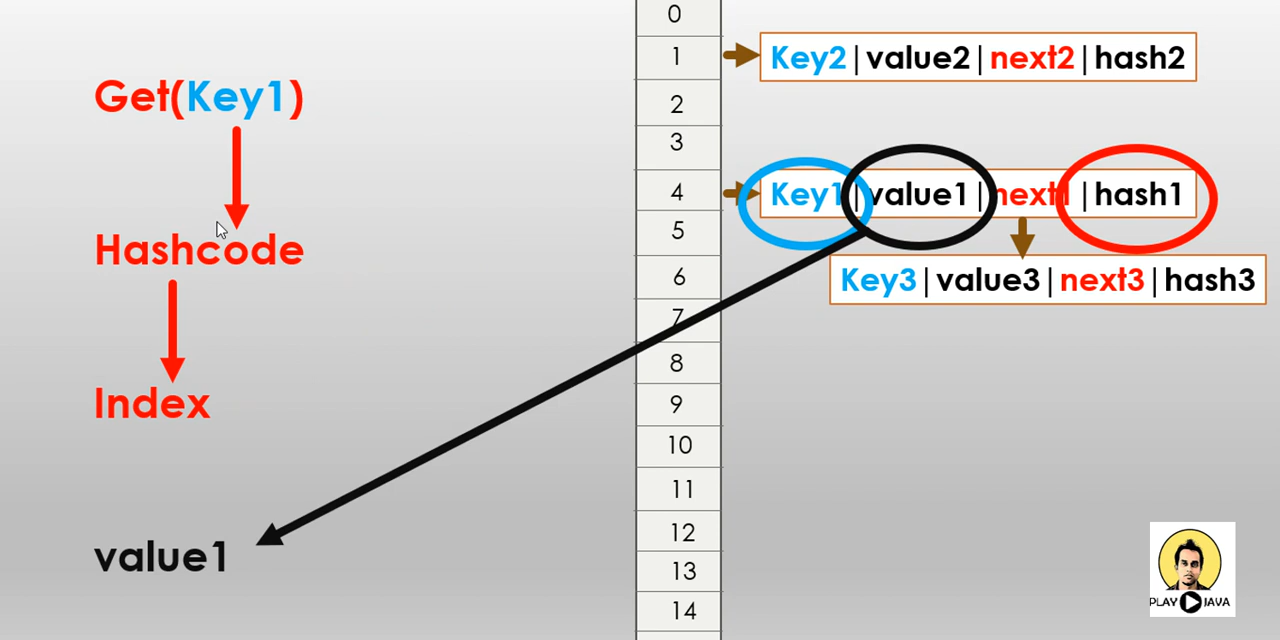 Get(Key1)
Hashcode
Index
value1
0
1
2
3
4
5
6
7
8
9
10
11
12
13
14
Key2|value2|next2|hash2
Key1|value1|next1|hash1
Key3|value3|next3|hash3
PLAY JAVA